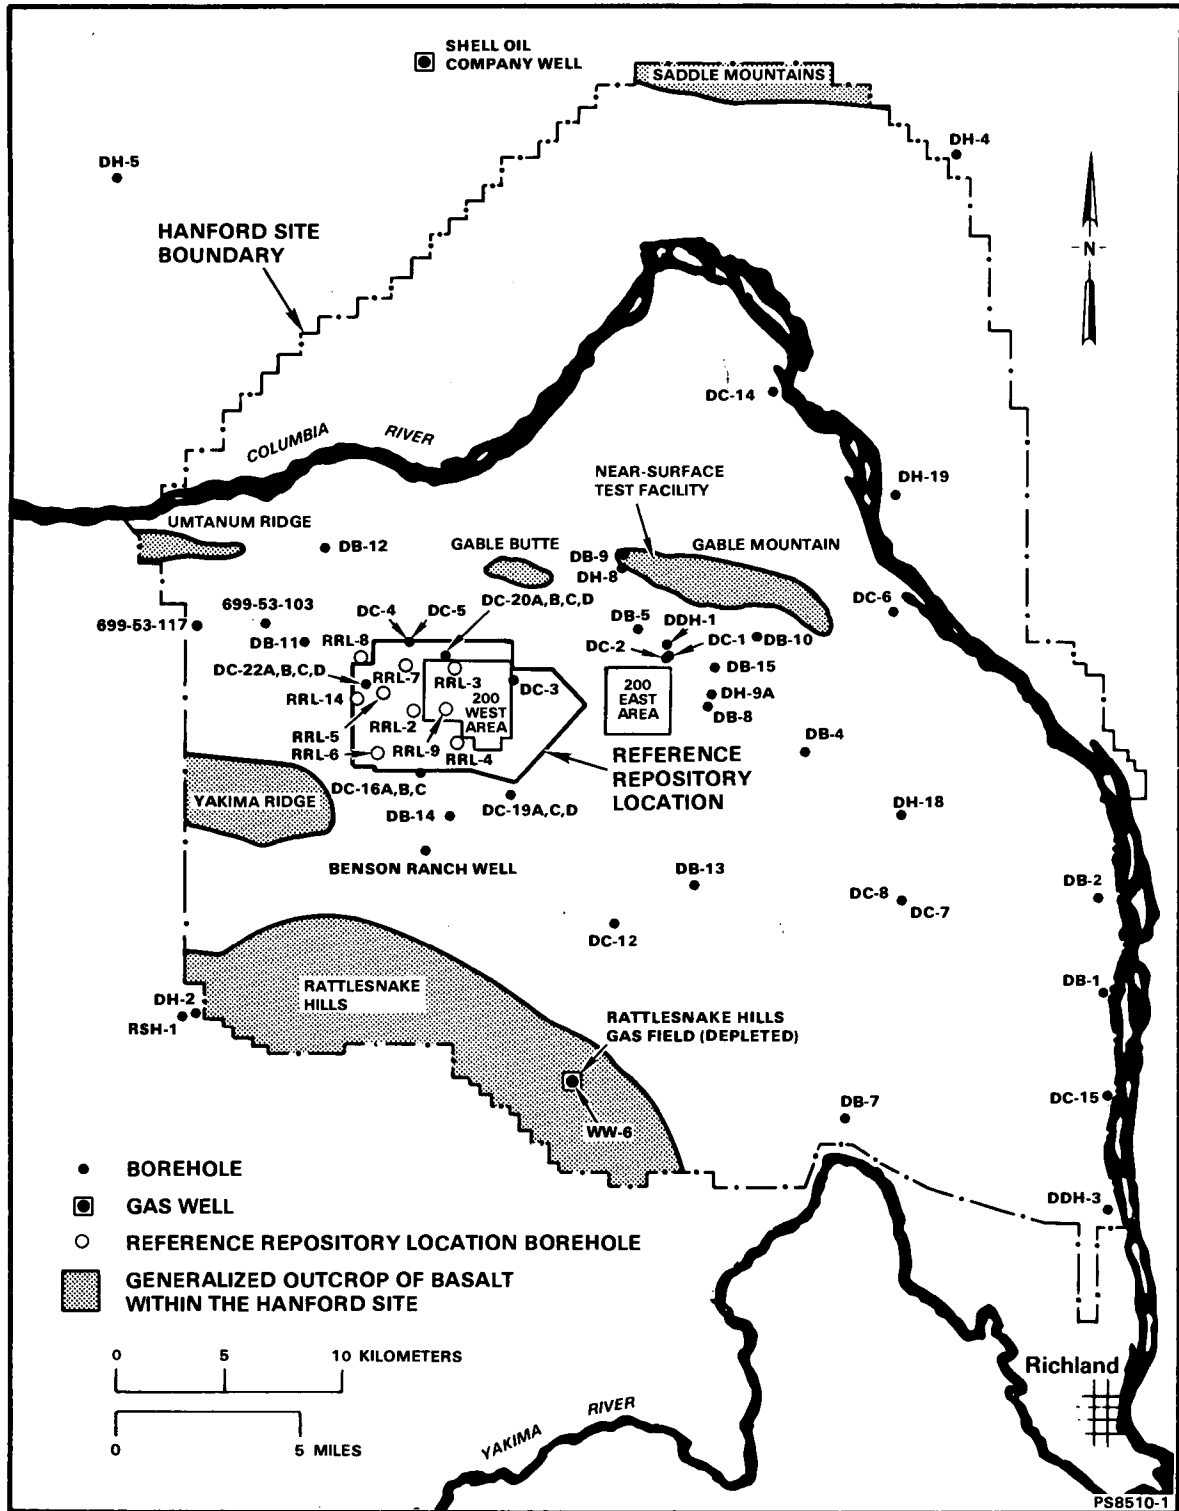 SHELL OIL
COMPANY WELL
SADDLE MOUNTAINS
DH-4
DH-5
HANFORD SITE
BOUNDARY
N
DC-14
COLUMBIA
RIVER
NEAR-SURFACE
TEST FACILITY
DH-19
UMTANUM RIDGE
DB-12
GABLE BUTTE
DB-9
DH-8
GABLE MOUNTAIN
DC-20A,B,C,D
699-53-103
699-53-117
DC-4
DC-5
DB-5
DDH-1
DC-6
DB-11
RRL-8
DC-2
DC-1
DB-10
DC-22A,B,C,D
RRL-7
RRL-3
DC-3
DB-15
RRL-14
200
WEST
AREA
200
EAST
AREA
DH-9A
DB-8
RRL-2
RRL-5
RRL-6
RRL-9
RRL-4
DB-4
REFERENCE
REPOSITORY
LOCATION
DC-16A,B,C
YAKIMA RIDGE
DC-19A,C,D
DB-14
DH-18
BENSON RANCH WELL
DB-13
DC-8
DC-7
DB-2
DC-12
RATTLESNAKE
HILLS
DB-1
DH-2
RSH-1
RATTLESNAKE HILLS
GAS FIELD (DEPLETED)
DC-15
DB-7
WW-6
BOREHOLE
GAS WELL
DDH-3
REFERENCE REPOSITORY LOCATION BOREHOLE
GENERALIZED OUTCROP OF BASALT
WITHIN THE HANFORD SITE
0 5 10 KILOMETERS
0 5 MILES
Richland
YAKIMA
RIVER
PS8510-1